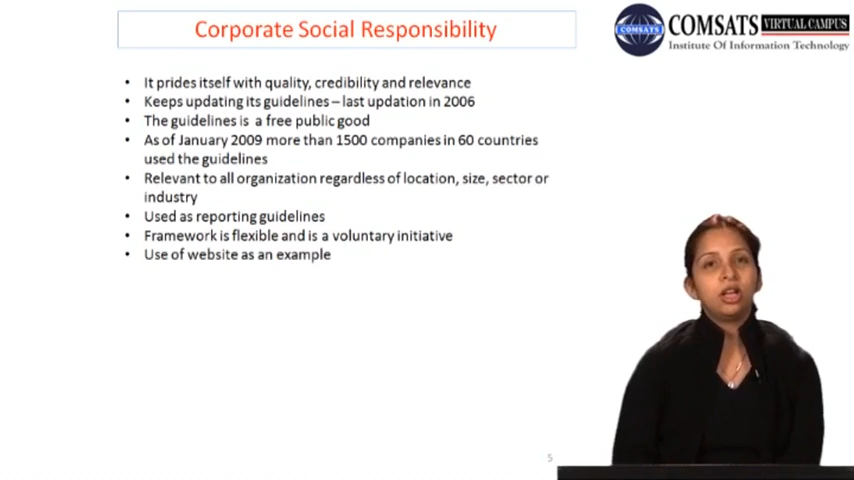 Corporate Social Responsibility
COMSATS
COMSATS VIRTUAL CAMPUS
Institute Of Information Technology
• It prides itself with quality, credibility and relevance
• Keeps updating its guidelines – last updation in 2006
• The guidelines is a free public good
• As of January 2009 more than 1500 companies in 60 countries
used the guidelines
• Relevant to all organization regardless of location, size, sector or
industry
• Used as reporting guidelines
• Framework is flexible and is a voluntary initiative
• Use of website as an example
5